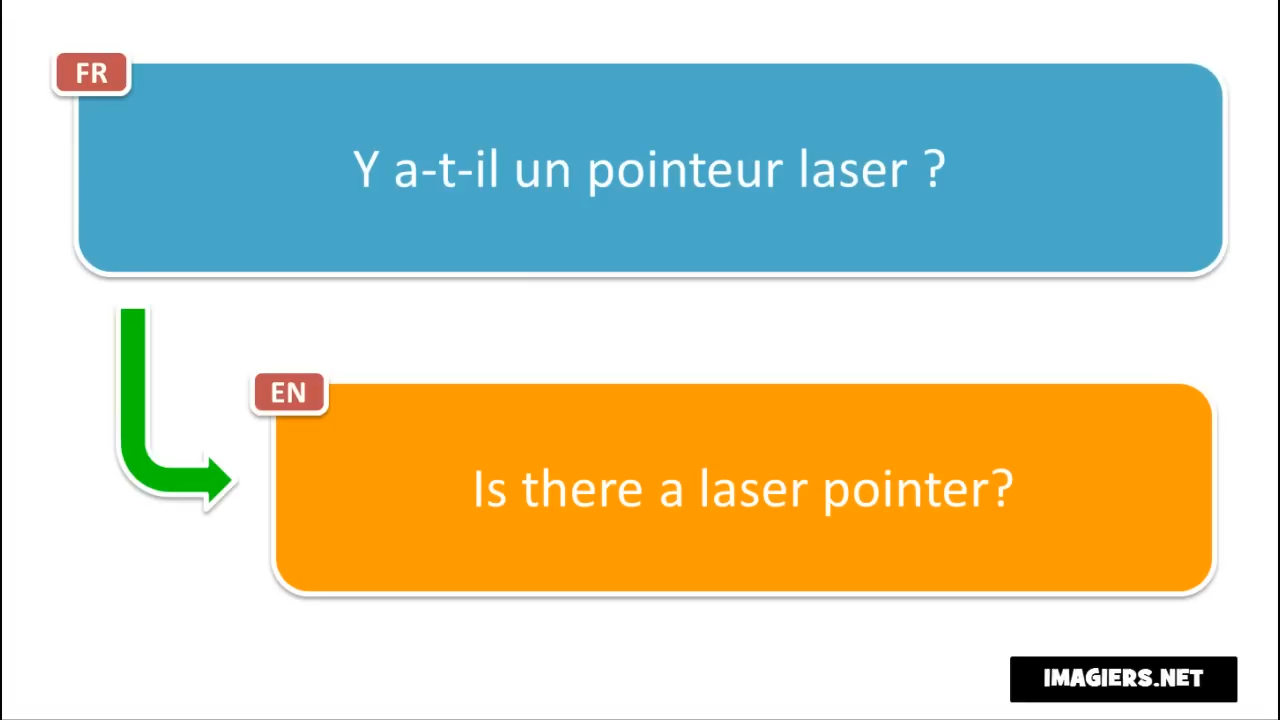 FR
Y a-t-il un pointeur laser ?
EN
Is there a laser pointer?
IMAGIERS.NET